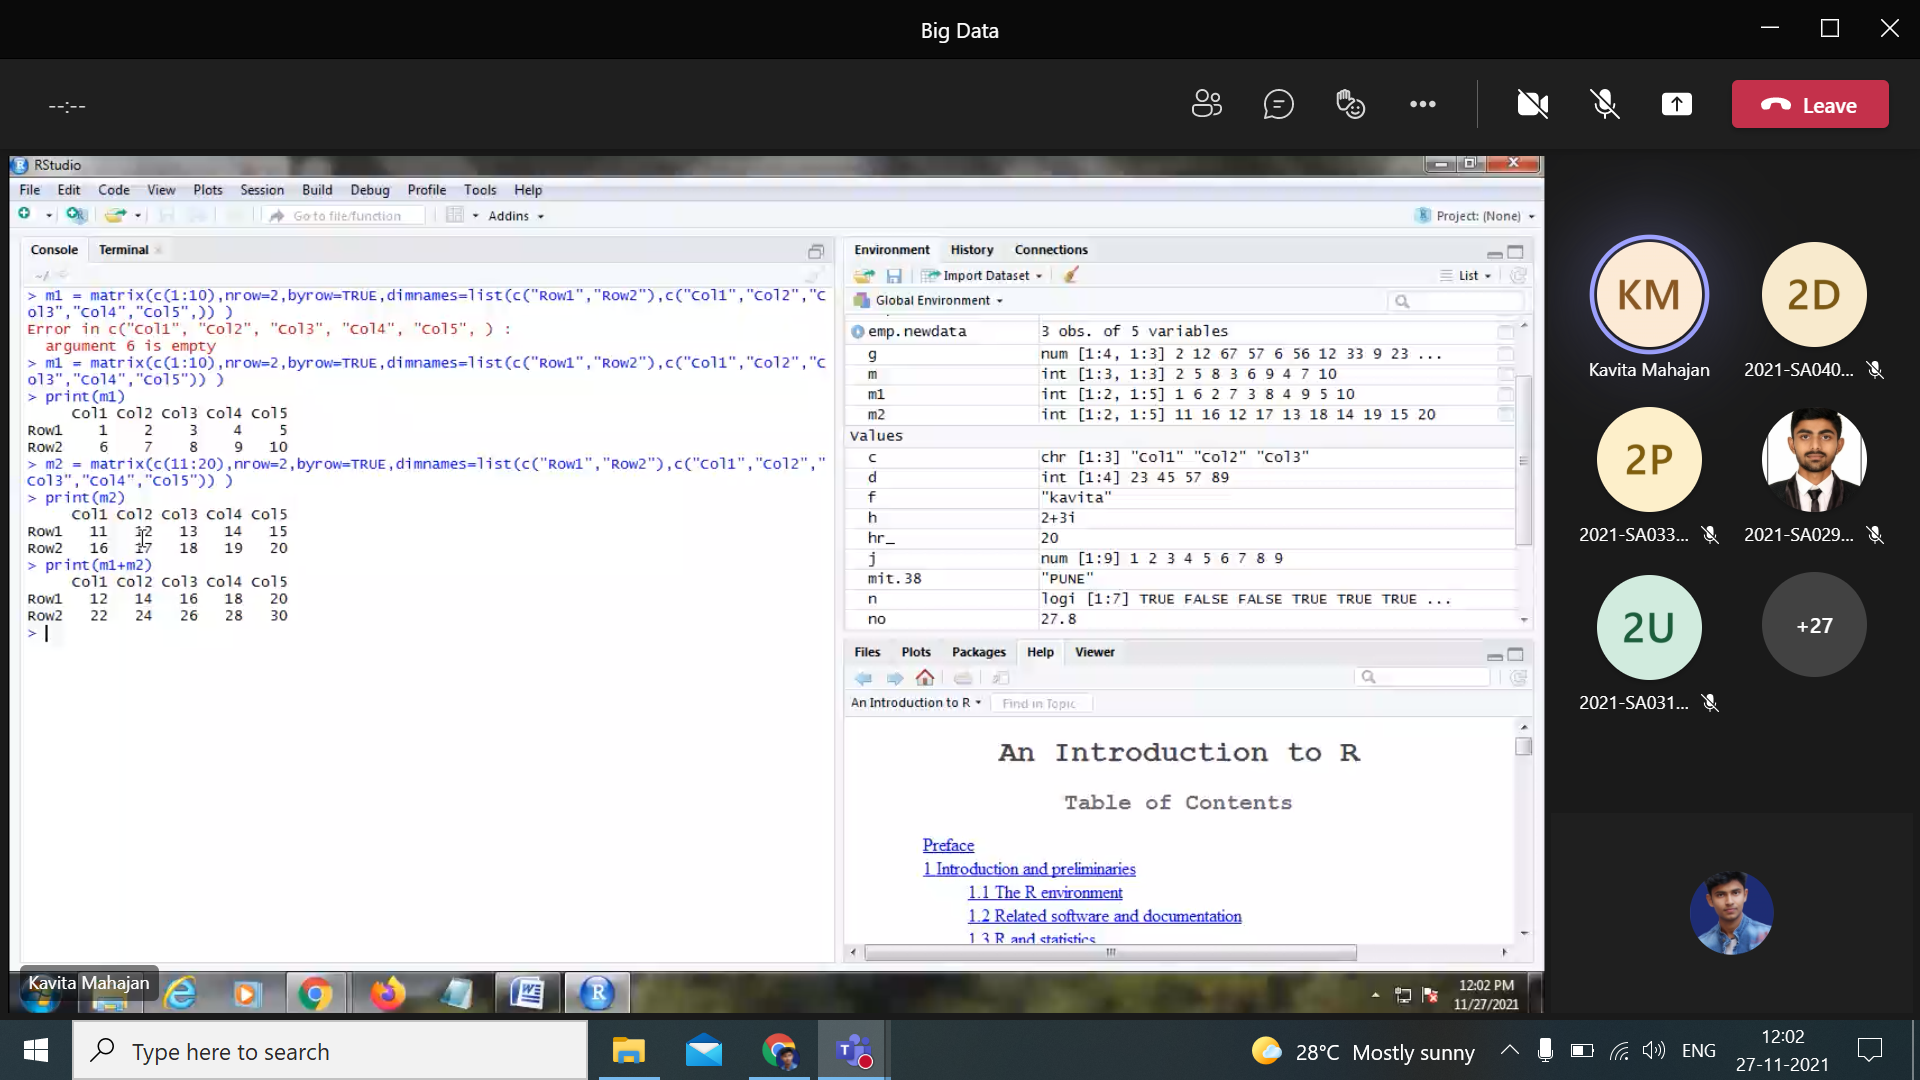 Big Data
--:--
Leave
RStudio
File Edit Code View Plots Session Build Debug Profile Tools Help
Go to file/function
Addins
Project: (None)
Console Terminal
~/
> m1 = matrix(c(1:10),nrow=2,byrow=TRUE,dimnames=list(c("Row1","Row2"),c("Col1","Col2","C
ol3","Col4","Col5",)) )
Error in c("Col1", "Col2", "Col3", "Col4", "Col5", ) :
argument 6 is empty
> m1 = matrix(c(1:10),nrow=2,byrow=TRUE,dimnames=list(c("Row1","Row2"),c("Col1","Col2","C
ol3","Col4","Col5")) )
> print(m1)
Col1 Col2 Col3 Col4 Col5
Row1 1 2 3 4 5
Row2 6 7 8 9 10
> m2 = matrix(c(11:20),nrow=2,byrow=TRUE,dimnames=list(c("Row1","Row2"),c("Col1","Col2","
Col3","Col4","Col5")) )
> print(m2)
Col1 Col2 Col3 Col4 Col5
Row1 11 12 13 14 15
Row2 16 17 18 19 20
> print(m1+m2)
Col1 Col2 Col3 Col4 Col5
Row1 12 14 16 18 20
Row2 22 24 26 28 30
>
Environment History Connections
Import Dataset
List
Global Environment
emp.newdata 3 obs. of 5 variables
g num [1:4, 1:3] 2 12 67 57 6 56 12 33 9 23 ...
m int [1:3, 1:3] 2 5 8 3 6 9 4 7 10
m1 int [1:2, 1:5] 1 6 2 7 3 8 4 9 5 10
m2 int [1:2, 1:5] 11 16 12 17 13 18 14 19 15 20
Values
c chr [1:3] "Col1" "Col2" "Col3"
d int [1:4] 23 45 57 89
f "kavita"
h 2+3i
hr_ 20
j num [1:9] 1 2 3 4 5 6 7 8 9
mit.38 "PUNE"
n logi [1:7] TRUE FALSE FALSE TRUE TRUE TRUE ...
no 27.8
Files Plots Packages Help Viewer
An Introduction to R
Find in Topic
An Introduction to R
Table of Contents
Preface
1 Introduction and preliminaries
1.1 The R environment
1.2 Related software and documentation
1.3 R and statistics
Kavita Mahajan
12:02 PM
11/27/2021
KM
Kavita Mahajan
2D
2021-SA040...
2P
2021-SA033...
2021-SA029...
2U
2021-SA031...
+27
Type here to search
28°C Mostly sunny
ENG
12:02
27-11-2021